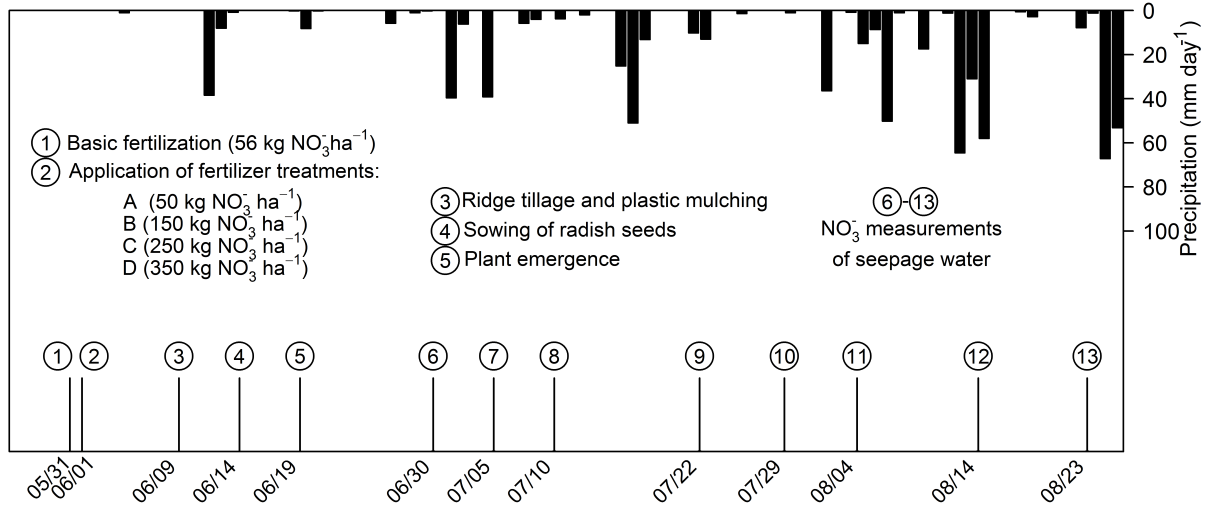 0
20
40
60
80
100
Precipitation (mm day⁻¹)
① Basic fertilization (56 kg NO₃⁻ha⁻¹)
② Application of fertilizer treatments:
A (50 kg NO₃⁻ ha⁻¹)
B (150 kg NO₃⁻ ha⁻¹)
C (250 kg NO₃⁻ ha⁻¹)
D (350 kg NO₃⁻ ha⁻¹)
③ Ridge tillage and plastic mulching
④ Sowing of radish seeds
⑤ Plant emergence
⑥-⑬
NO₃⁻ measurements
of seepage water
① ② ③ ④ ⑤ ⑥ ⑦ ⑧ ⑨ ⑩ ⑪ ⑫ ⑬
05/31 06/01 06/09 06/14 06/19 06/30 07/05 07/10 07/22 07/29 08/04 08/14 08/23